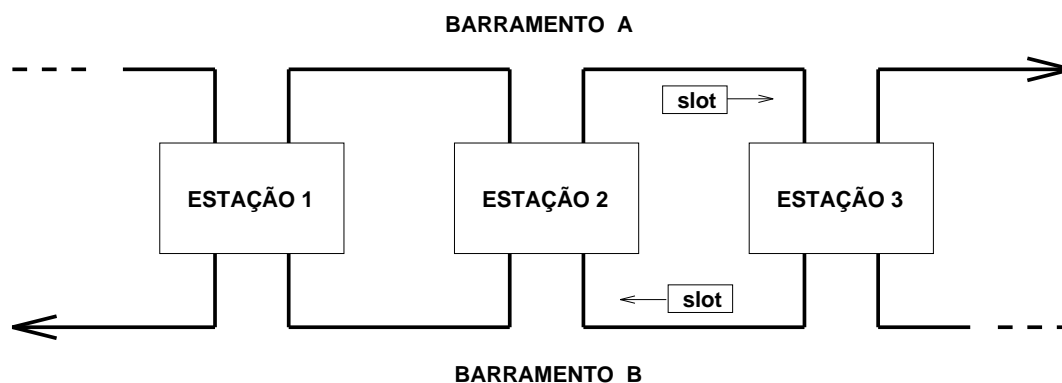 BARRAMENTO A
slot
ESTAÇÃO 1 ESTAÇÃO 2 ESTAÇÃO 3
slot
BARRAMENTO B